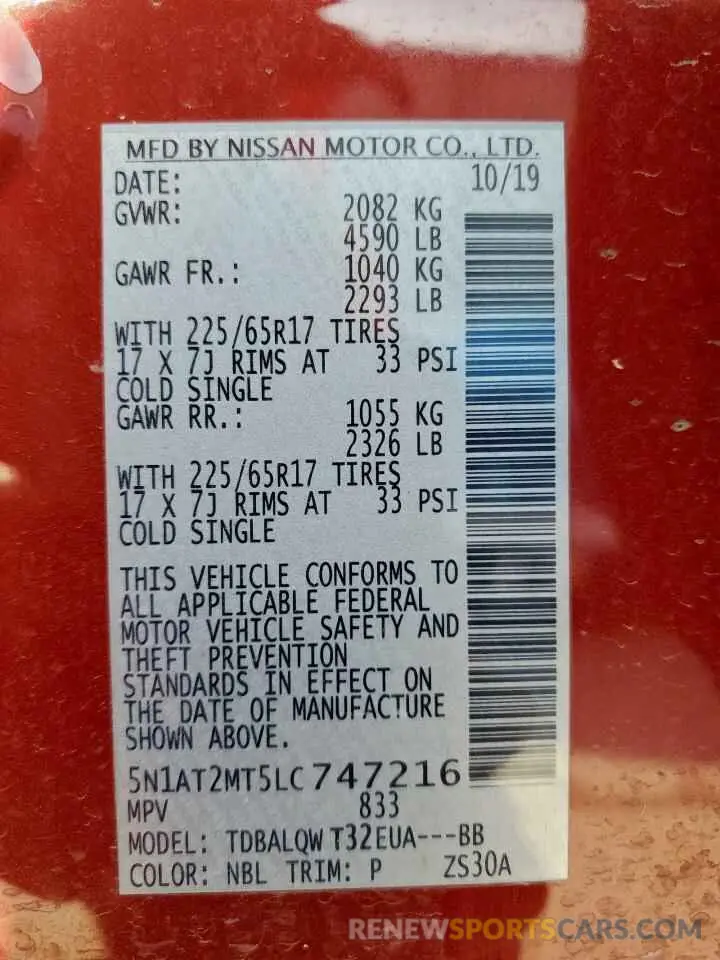 MFD BY NISSAN MOTOR CO., LTD.
DATE: 10/19
GVWR: 2082 KG
4590 LB
GAWR FR.: 1040 KG
2293 LB
WITH 225/65R17 TIRES
17 X 7J RIMS AT 33 PSI
COLD SINGLE
GAWR RR.: 1055 KG
2326 LB
WITH 225/65R17 TIRES
17 X 7J RIMS AT 33 PSI
COLD SINGLE
THIS VEHICLE CONFORMS TO
ALL APPLICABLE FEDERAL
MOTOR VEHICLE SAFETY AND
THEFT PREVENTION
STANDARDS IN EFFECT ON
THE DATE OF MANUFACTURE
SHOWN ABOVE.
5N1AT2MT5LC747216
MPV 833
MODEL: TDBALQW T32EUA---BB
COLOR: NBL TRIM: P ZS30A
RENEWSPORTSCARS.COM